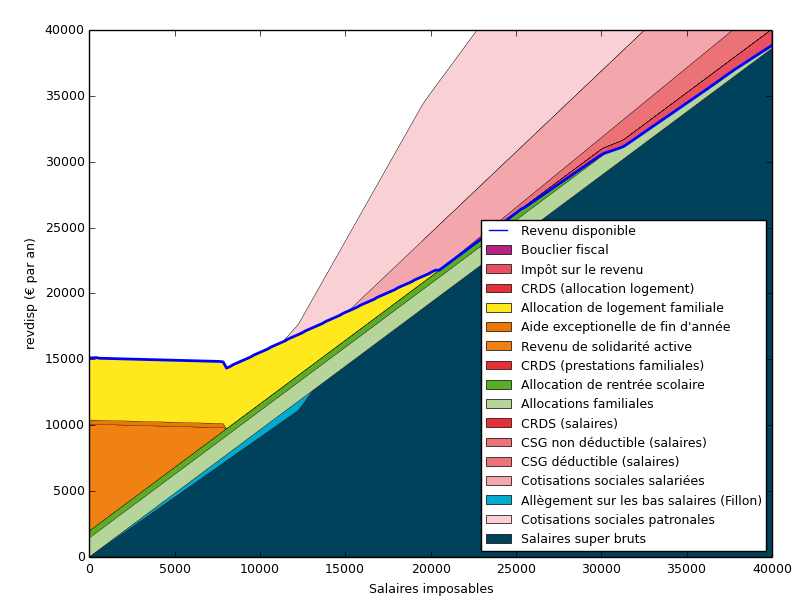 40000
35000
30000
25000
20000
15000
10000
5000
0
revdisp (€ par an)
0 5000 10000 15000 20000 25000 30000 35000 40000
Salaires imposables
Revenu disponible
Bouclier fiscal
Impôt sur le revenu
CRDS (allocation logement)
Allocation de logement familiale
Aide exceptionelle de fin d'année
Revenu de solidarité active
CRDS (prestations familiales)
Allocation de rentrée scolaire
Allocations familiales
CRDS (salaires)
CSG non déductible (salaires)
CSG déductible (salaires)
Cotisations sociales salariées
Allègement sur les bas salaires (Fillon)
Cotisations sociales patronales
Salaires super bruts